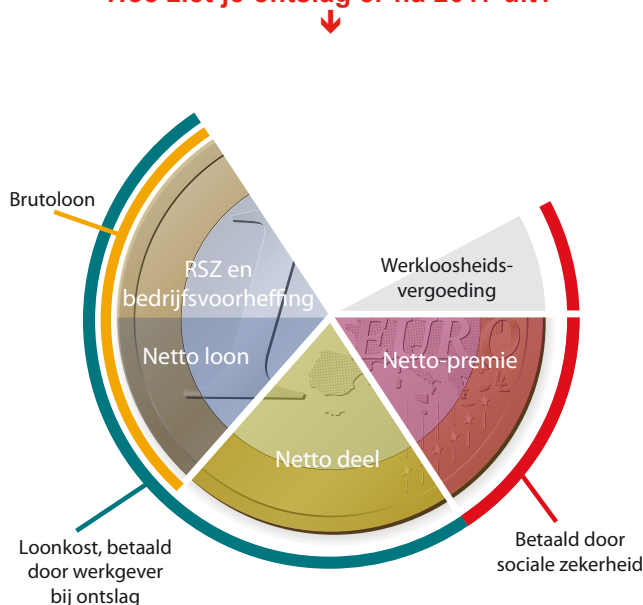 Brutoloon
RSZ en
bedrijfsvoorheffing
Werkloosheids-
vergoeding
Netto loon
EURO
Netto-premie
Netto deel
Loonkost, betaald
door werkgever
bij ontslag
Betaald door
sociale zekerheid